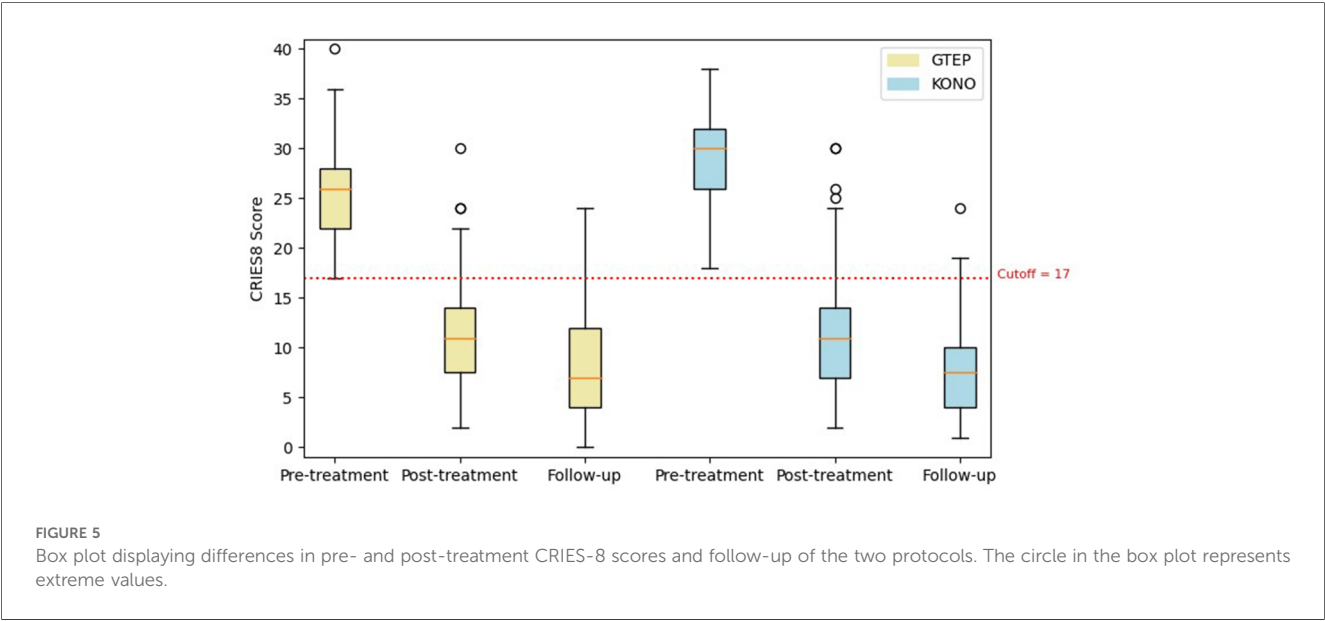 40
35
30
25
20
15
10
5
0
CRIES8 Score
GTEP
KONO
Cutoff = 17
Pre-treatment Post-treatment Follow-up Pre-treatment Post-treatment Follow-up
FIGURE 5
Box plot displaying differences in pre- and post-treatment CRIES-8 scores and follow-up of the two protocols. The circle in the box plot represents
extreme values.